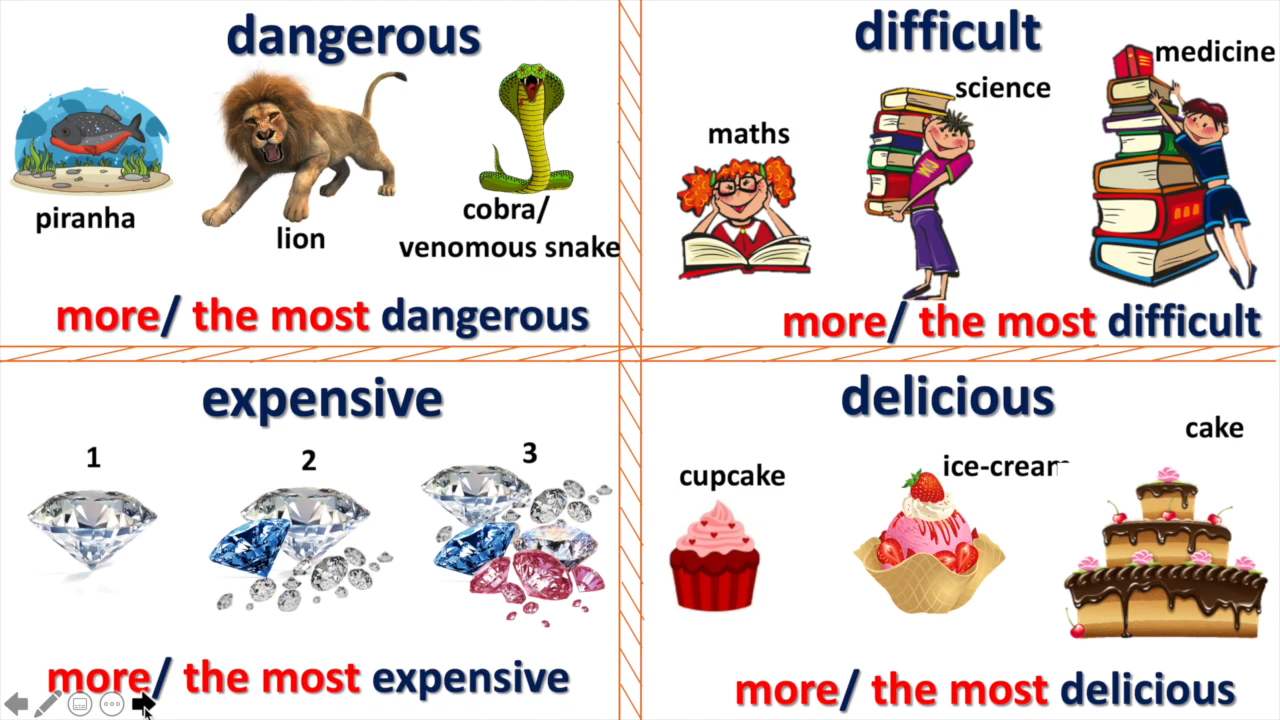 dangerous
piranha
lion
cobra/
venomous snake
more/ the most dangerous
difficult
maths
science
medicine
more/ the most difficult
expensive
1
2
3
more/ the most expensive
delicious
cupcake
ice-cream
cake
more/ the most delicious